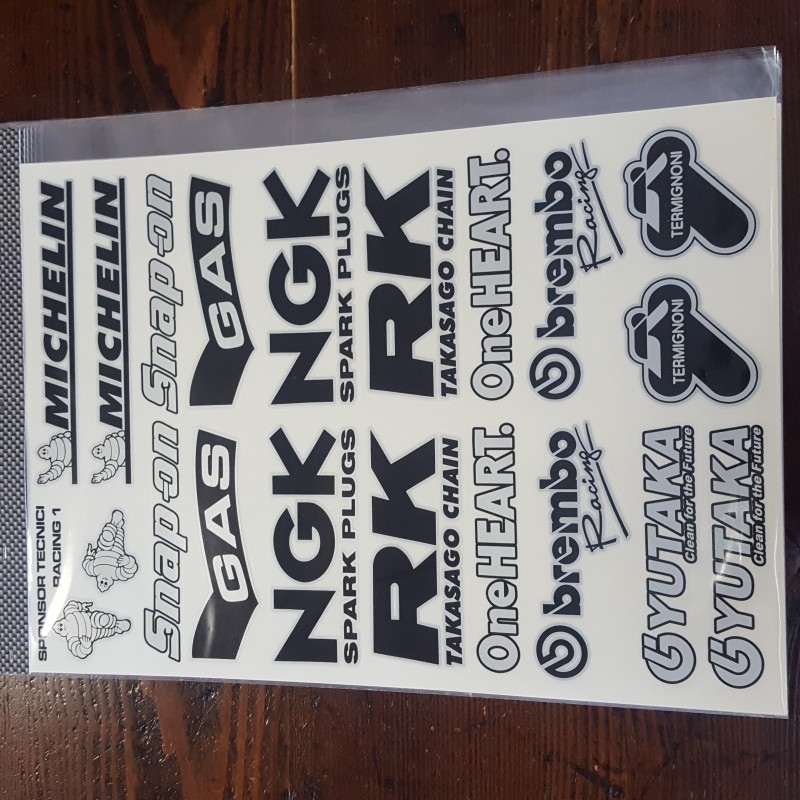 SPONSOR TECNICI
RACING 1
MICHELIN
MICHELIN
Snap-on Snap-on
GAS GAS
NGK NGK
SPARK PLUGS SPARK PLUGS
RK RK
TAKASAGO CHAIN TAKASAGO CHAIN
OneHEART. OneHEART.
brembo brembo
Racing Racing
YUTAKA
Clean for the Future
YUTAKA
Clean for the Future
TERMIGNONI TERMIGNONI